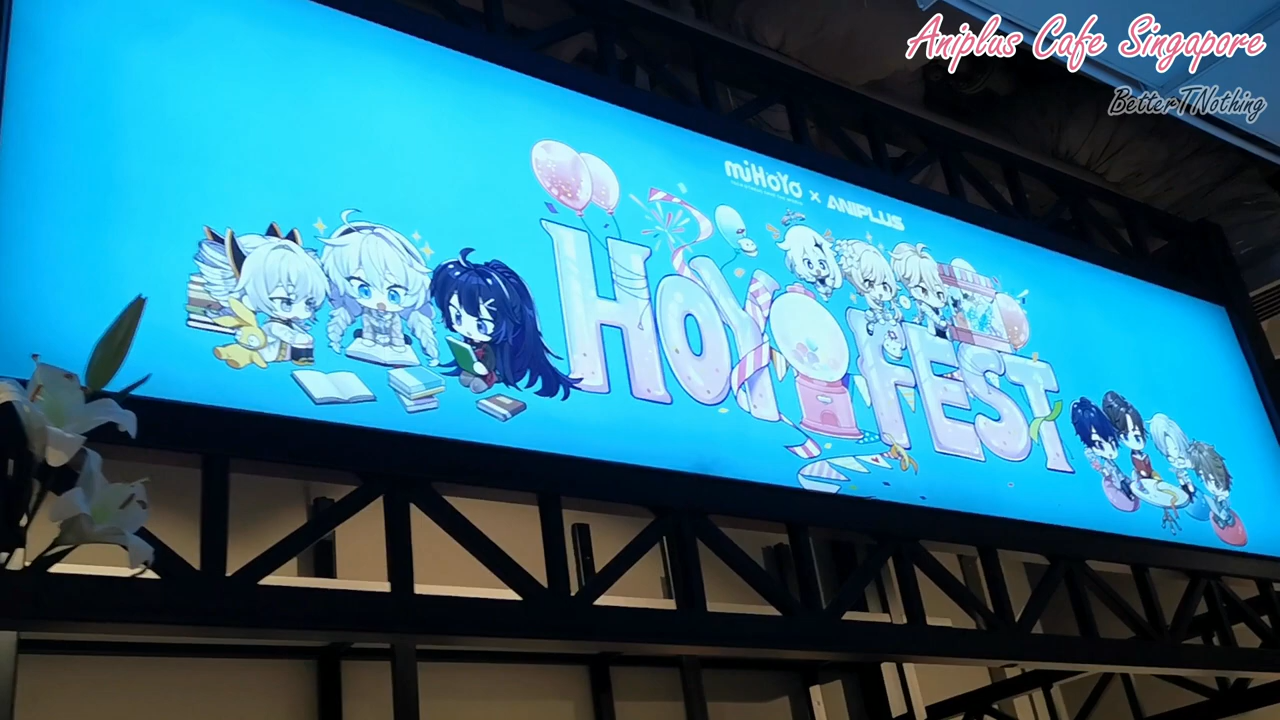 Aniplus Cafe Singapore
BetterTNothing
miHoYo × ANIPLUS
HOYO FEST